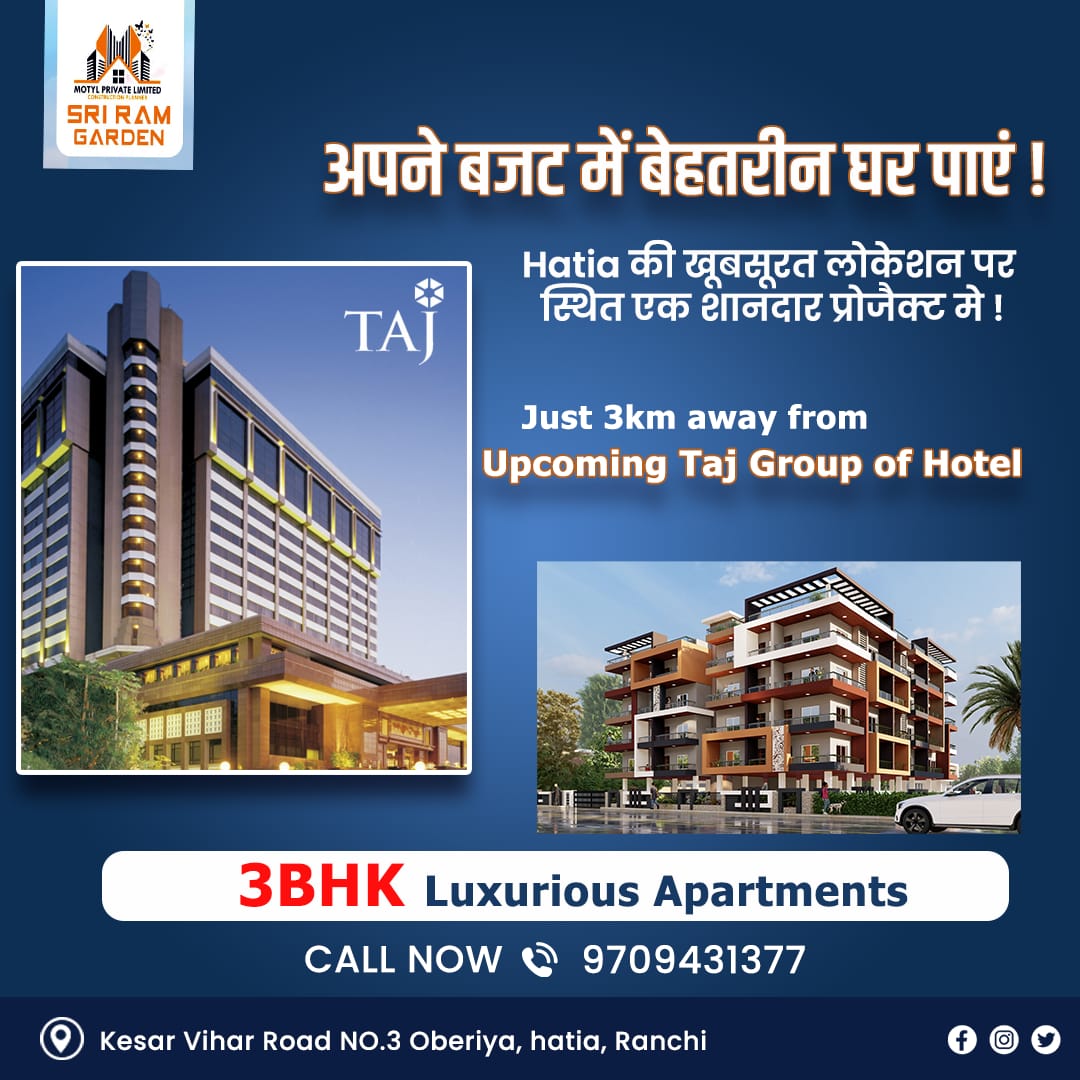 MOTYL PRIVATE LIMITED
CONSTRUCTION PLANNER
SRI RAM
GARDEN
अपने बजट में बेहतरीन घर पाएं !
Hatia की खूबसूरत लोकेशन पर
स्थित एक शानदार प्रोजैक्ट मे !
TAJ
Just 3km away from
Upcoming Taj Group of Hotel
3BHK Luxurious Apartments
CALL NOW 9709431377
Kesar Vihar Road NO.3 Oberiya, hatia, Ranchi